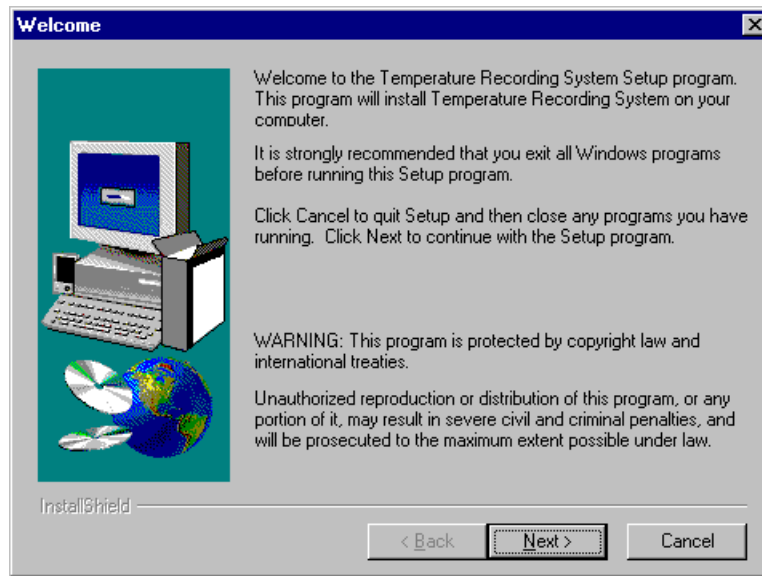 Welcome
Welcome to the Temperature Recording System Setup program.
This program will install Temperature Recording System on your
computer.
It is strongly recommended that you exit all Windows programs
before running this Setup program.
Click Cancel to quit Setup and then close any programs you have
running.  Click Next to continue with the Setup program.
WARNING: This program is protected by copyright law and
international treaties.
Unauthorized reproduction or distribution of this program, or any
portion of it, may result in severe civil and criminal penalties, and
will be prosecuted to the maximum extent possible under law.
InstallShield
< Back
Next >
Cancel